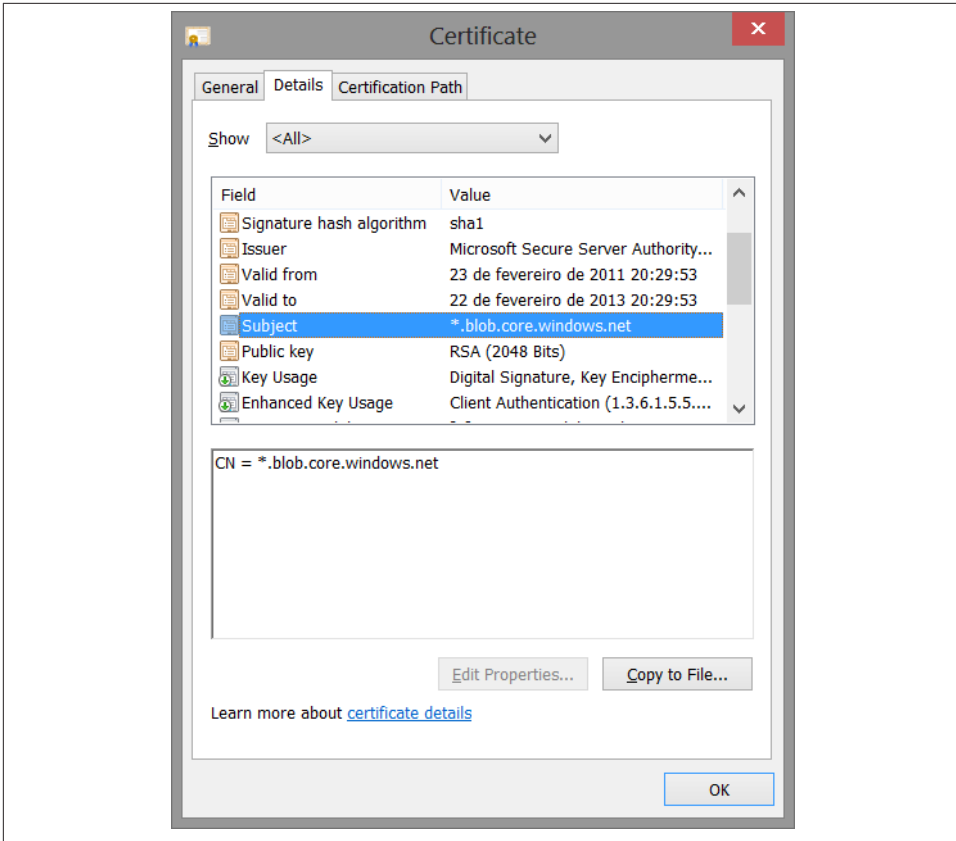 Certificate
General Details Certification Path
Show <All>
Field Value
Signature hash algorithm sha1
Issuer Microsoft Secure Server Authority...
Valid from 23 de fevereiro de 2011 20:29:53
Valid to 22 de fevereiro de 2013 20:29:53
Subject *.blob.core.windows.net
Public key RSA (2048 Bits)
Key Usage Digital Signature, Key Encipherme...
Enhanced Key Usage Client Authentication (1.3.6.1.5.5....
CN = *.blob.core.windows.net
Edit Properties... Copy to File...
Learn more about certificate details
OK